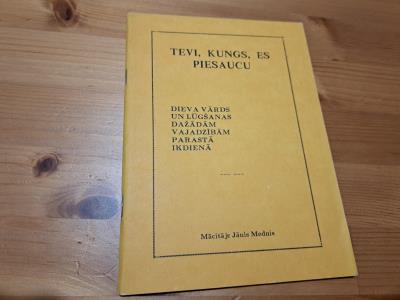 TEVI, KUNGS, ES
PIESAUCU
DIEVA VĀRDS
UN LŪGŠANAS
DAŽĀDĀM
VAJADZĪBĀM
PARASTĀ
IKDIENĀ
Mācītājs Jānis Mednis